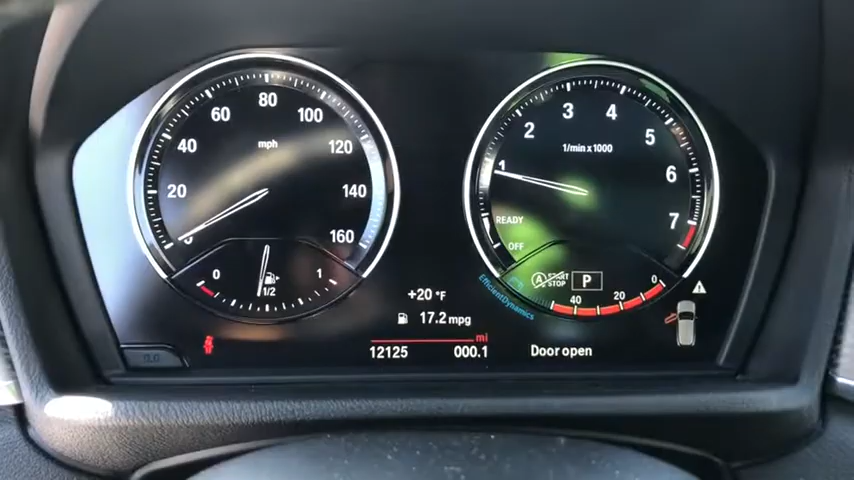 20
40
60
80
100
120
140
160
mph
0
1/2
1
1
2
3
4
5
6
7
1/min x 1000
READY
OFF
A START
STOP
P
40
20
0
EfficientDynamics
+20 °F
17.2 mpg
mi
12125
000.1
Door open
0.0